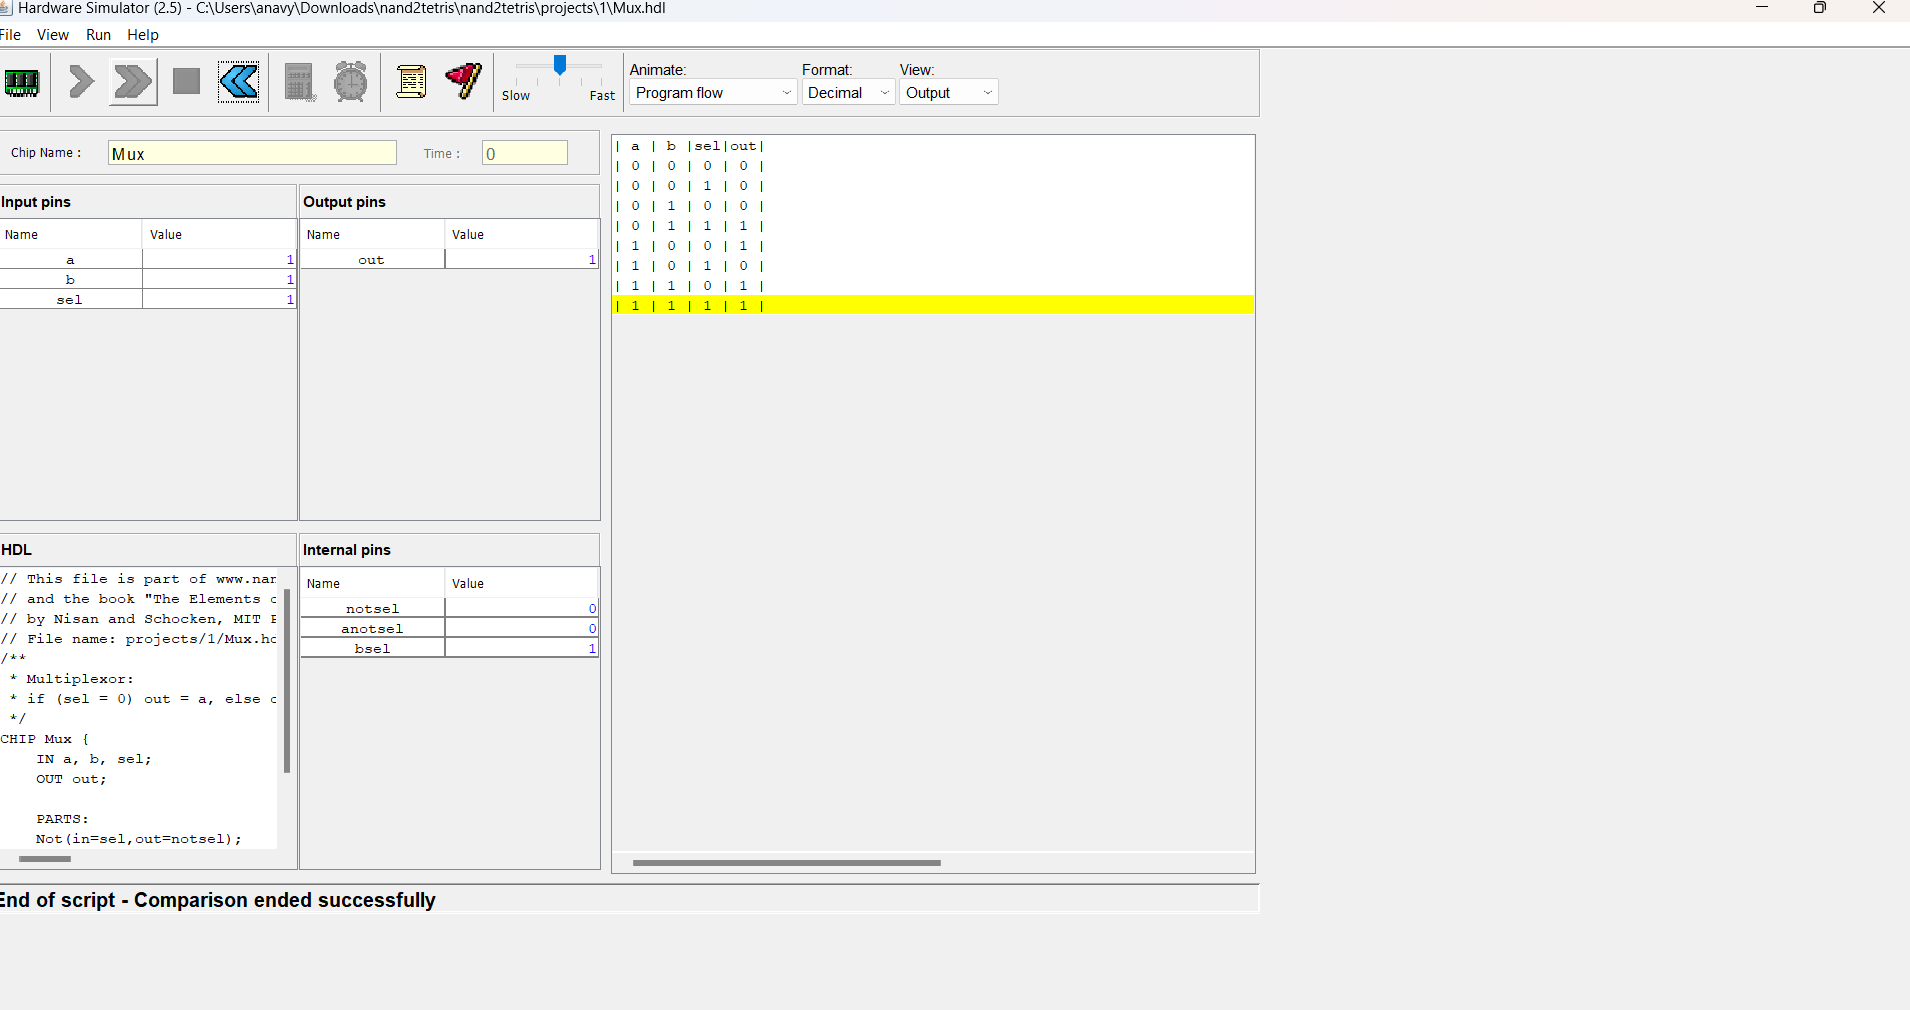 Hardware Simulator (2.5) - C:\Users\anavy\Downloads\nand2tetris\nand2tetris\projects\1\Mux.hdl
File View Run Help
Slow Fast
Animate: Format: View:
Program flow Decimal Output
Chip Name : Mux Time : 0
Input pins
Name Value
a 1
b 1
sel 1
Output pins
Name Value
out 1
HDL
// This file is part of www.nan
// and the book "The Elements
// by Nisan and Schocken, MIT
// File name: projects/1/Mux.hd
/**
* Multiplexor:
* if (sel = 0) out = a, else
*/
CHIP Mux {
IN a, b, sel;
OUT out;
PARTS:
Not(in=sel,out=notsel);
Internal pins
Name Value
notsel 0
anotsel 0
bsel 1
| a | b |sel|out|
| 0 | 0 | 0 | 0 |
| 0 | 0 | 1 | 0 |
| 0 | 1 | 0 | 0 |
| 0 | 1 | 1 | 1 |
| 1 | 0 | 0 | 1 |
| 1 | 0 | 1 | 0 |
| 1 | 1 | 0 | 1 |
| 1 | 1 | 1 | 1 |
End of script - Comparison ended successfully